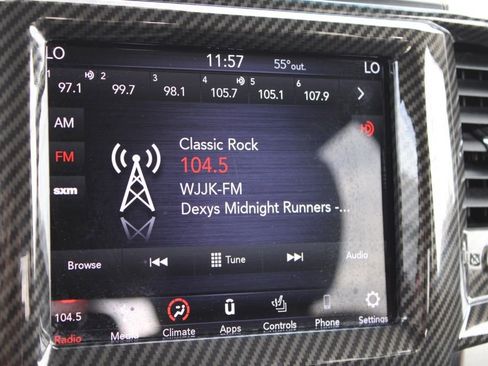 LO 11:57 55° out. LO
1 2 3 4 5 6
97.1 99.7 98.1 105.7 105.1 107.9
AM
FM
sxm
Classic Rock
104.5
WJJK-FM
Dexys Midnight Runners -...
Browse Tune Audio
104.5
Radio Media Climate Apps Controls Phone Settings